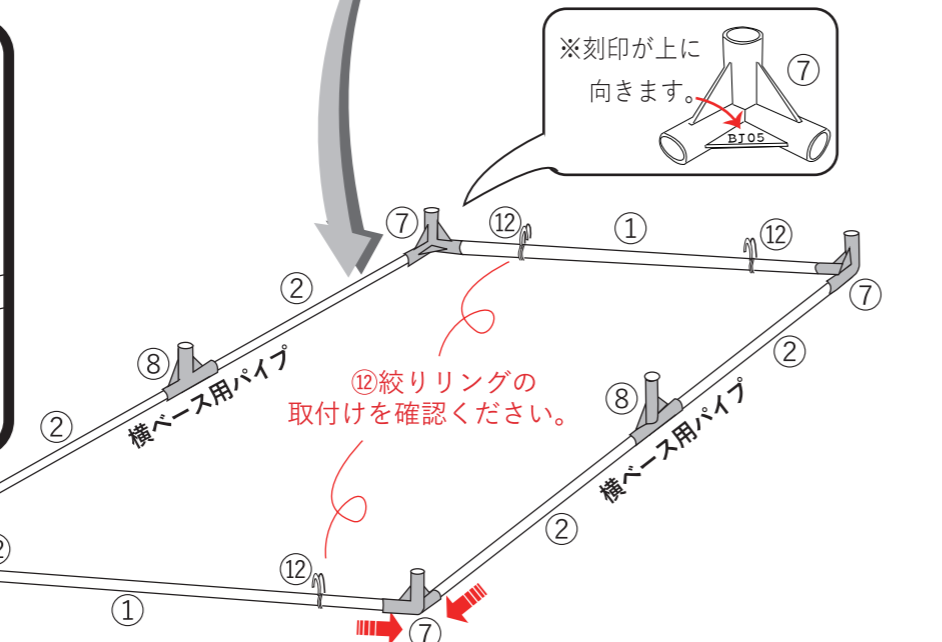 ※刻印が上に
向きます。
⑦
BJ05
⑦
⑫
①
⑫
②
⑦
⑧
横ベース用パイプ
②
⑫絞りリングの
取付けを確認ください。
②
⑧
横ベース用パイプ
②
②
⑫
①
⑦